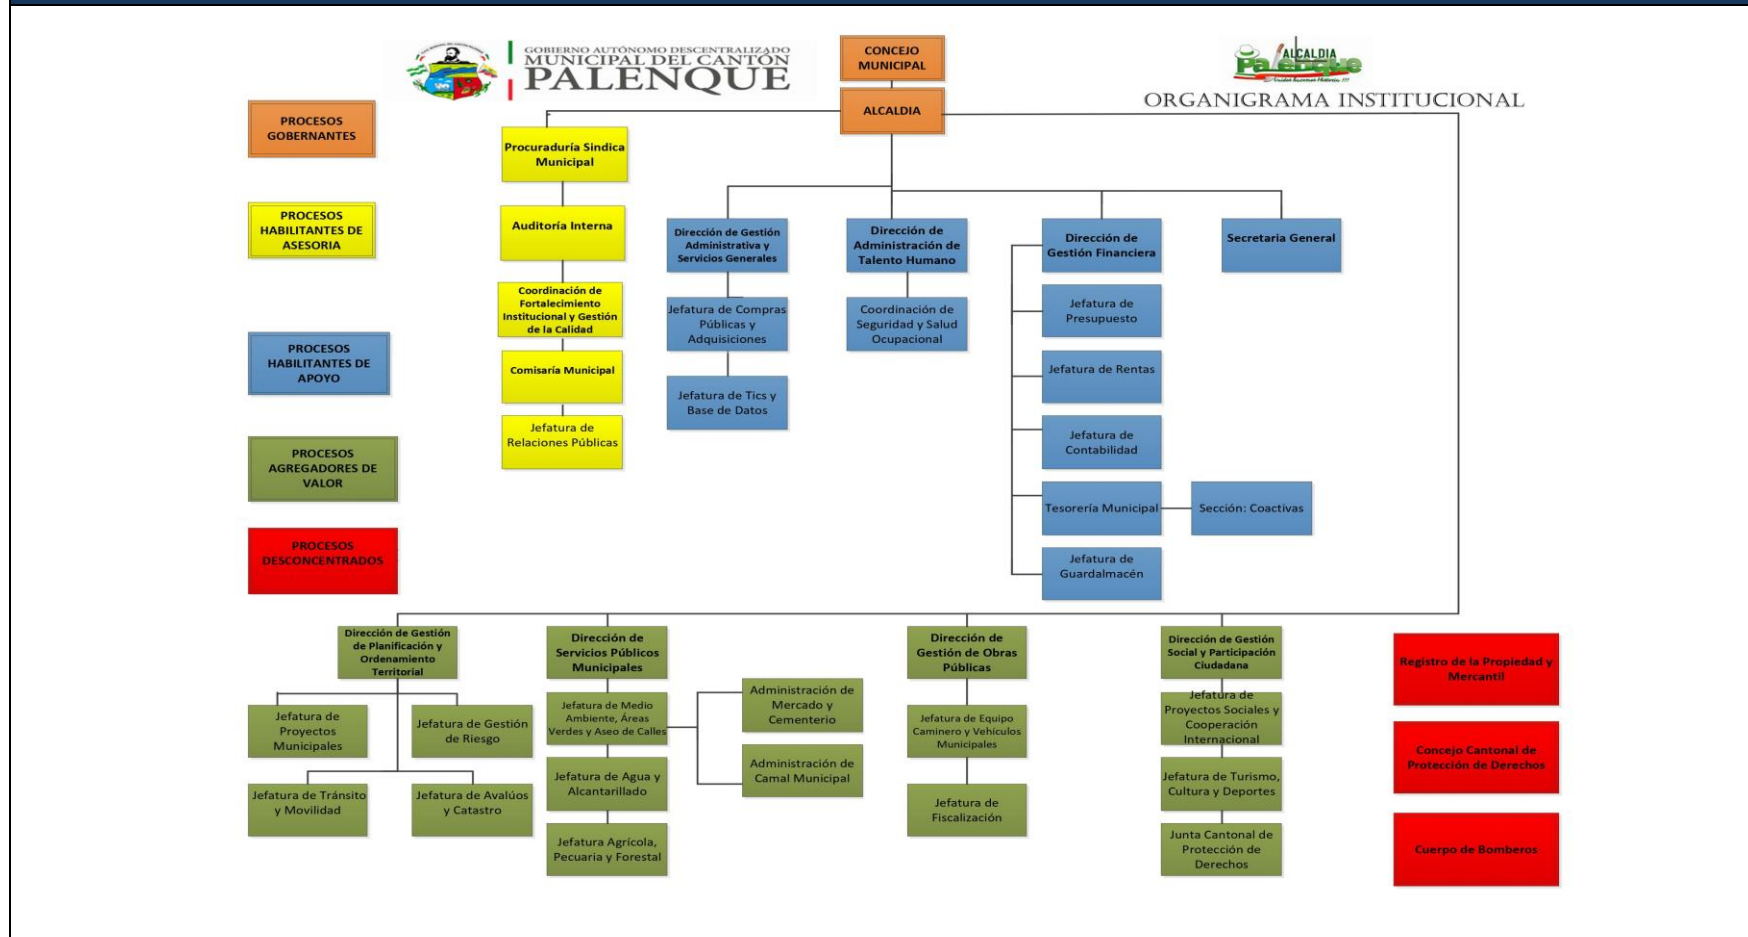 GOBIERNO AUTÓNOMO DESCENTRALIZADO
MUNICIPAL DEL CANTÓN
PALENQUE
CONCEJO
MUNICIPAL
ALCALDIA
ALCALDIA
Palenque
ORGANIGRAMA INSTITUCIONAL
PROCESOS
GOBERNANTES
PROCESOS
HABILITANTES DE
ASESORIA
PROCESOS
HABILITANTES DE
APOYO
PROCESOS
AGREGADORES DE
VALOR
PROCESOS
DESCONCENTRADOS
Procuraduría Sindica
Municipal
Auditoría Interna
Coordinación de
Fortalecimiento
Institucional y Gestión
de la Calidad
Comisaría Municipal
Jefatura de
Relaciones Públicas
Dirección de Gestión
Administrativa y
Servicios Generales
Jefatura de Compras
Públicas y
Adquisiciones
Jefatura de Tics y
Base de Datos
Dirección de
Administración de
Talento Humano
Coordinación de
Seguridad y Salud
Ocupacional
Dirección de
Gestión Financiera
Jefatura de
Presupuesto
Jefatura de Rentas
Jefatura de
Contabilidad
Tesorería Municipal
Sección: Coactivas
Jefatura de
Guardalmacén
Secretaria General
Dirección de Gestión
de Planificación y
Ordenamiento
Territorial
Jefatura de
Proyectos
Municipales
Jefatura de Gestión
de Riesgo
Jefatura de Tránsito
y Movilidad
Jefatura de Avalúos
y Catastro
Dirección de
Servicios Públicos
Municipales
Jefatura de Medio
Ambiente, Áreas
Verdes y Aseo de Calles
Jefatura de Agua y
Alcantarillado
Jefatura Agrícola,
Pecuaria y Forestal
Administración de
Mercado y
Cementerio
Administración de
Camal Municipal
Dirección de
Gestión de Obras
Públicas
Jefatura de Equipo
Caminero y Vehículos
Municipales
Jefatura de
Fiscalización
Dirección de Gestión
Social y Participación
Ciudadana
Jefatura de
Proyectos Sociales y
Cooperación
Internacional
Jefatura de Turismo,
Cultura y Deportes
Junta Cantonal de
Protección de
Derechos
Registro de la Propiedad y
Mercantil
Concejo Cantonal de
Protección de Derechos
Cuerpo de Bomberos